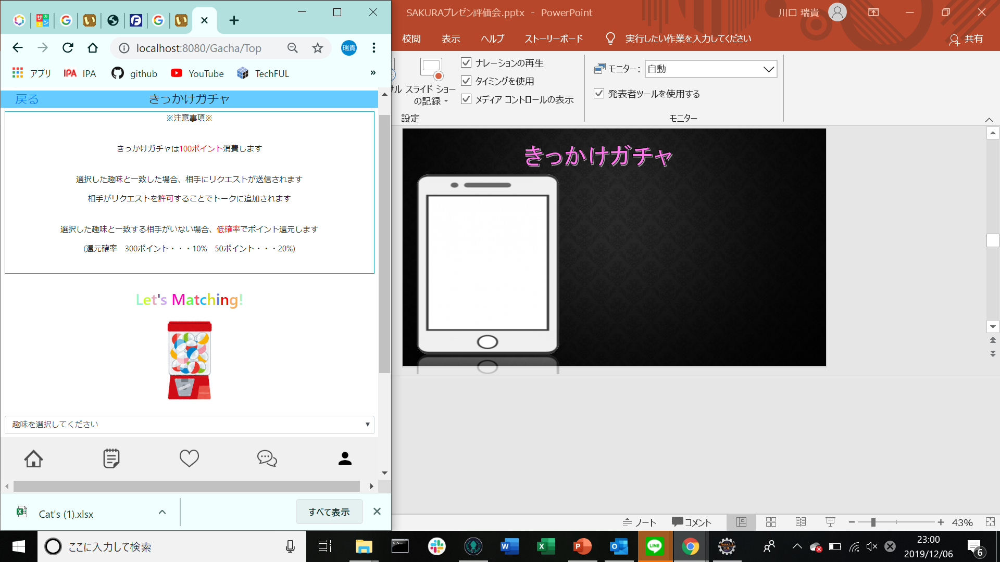 localhost:8080/Gacha/Top
瑞貴
アプリ
IPA
IPA
github
YouTube
TechFUL
»
戻る
きっかけガチャ
※注意事項※
きっかけガチャは100ポイント消費します
選択した趣味と一致した場合、相手にリクエストが送信されます
相手がリクエストを許可することでトークに追加されます
選択した趣味と一致する相手がいない場合、低確率でポイント還元します
(還元確率　300ポイント・・・10%　50ポイント・・・20%)
Let's Matching!
趣味を選択してください
Cat's (1).xlsx
すべて表示
SAKURAプレゼン評価会.pptx - PowerPoint
川口 瑞貴
校閲
表示
ヘルプ
ストーリーボード
実行したい作業を入力してください
共有
スライド ショー
の記録
ナレーションの再生
タイミングを使用
メディア コントロールの表示
設定
モニター:
自動
発表者ツールを使用する
モニター
きっかけガチャ
ノート
コメント
43%
ここに入力して検索
LINE
23:00
2019/12/06
6